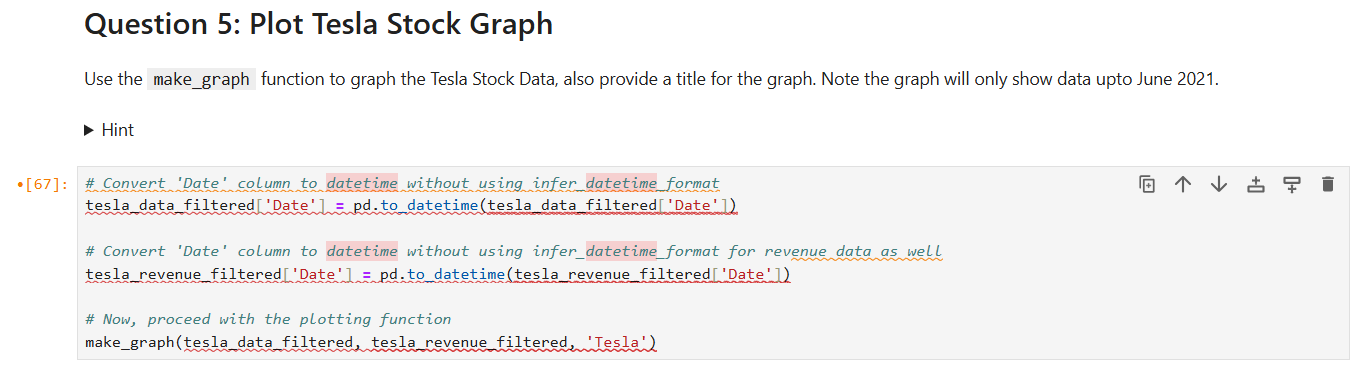 Question 5: Plot Tesla Stock Graph
Use the make_graph function to graph the Tesla Stock Data, also provide a title for the graph. Note the graph will only show data upto June 2021.
▶ Hint
•[67]:
# Convert 'Date' column to datetime without using infer_datetime_format
tesla_data_filtered['Date'] = pd.to_datetime(tesla_data_filtered['Date'])
# Convert 'Date' column to datetime without using infer_datetime_format for revenue data as well
tesla_revenue_filtered['Date'] = pd.to_datetime(tesla_revenue_filtered['Date'])
# Now, proceed with the plotting function
make_graph(tesla_data_filtered, tesla_revenue_filtered, 'Tesla')